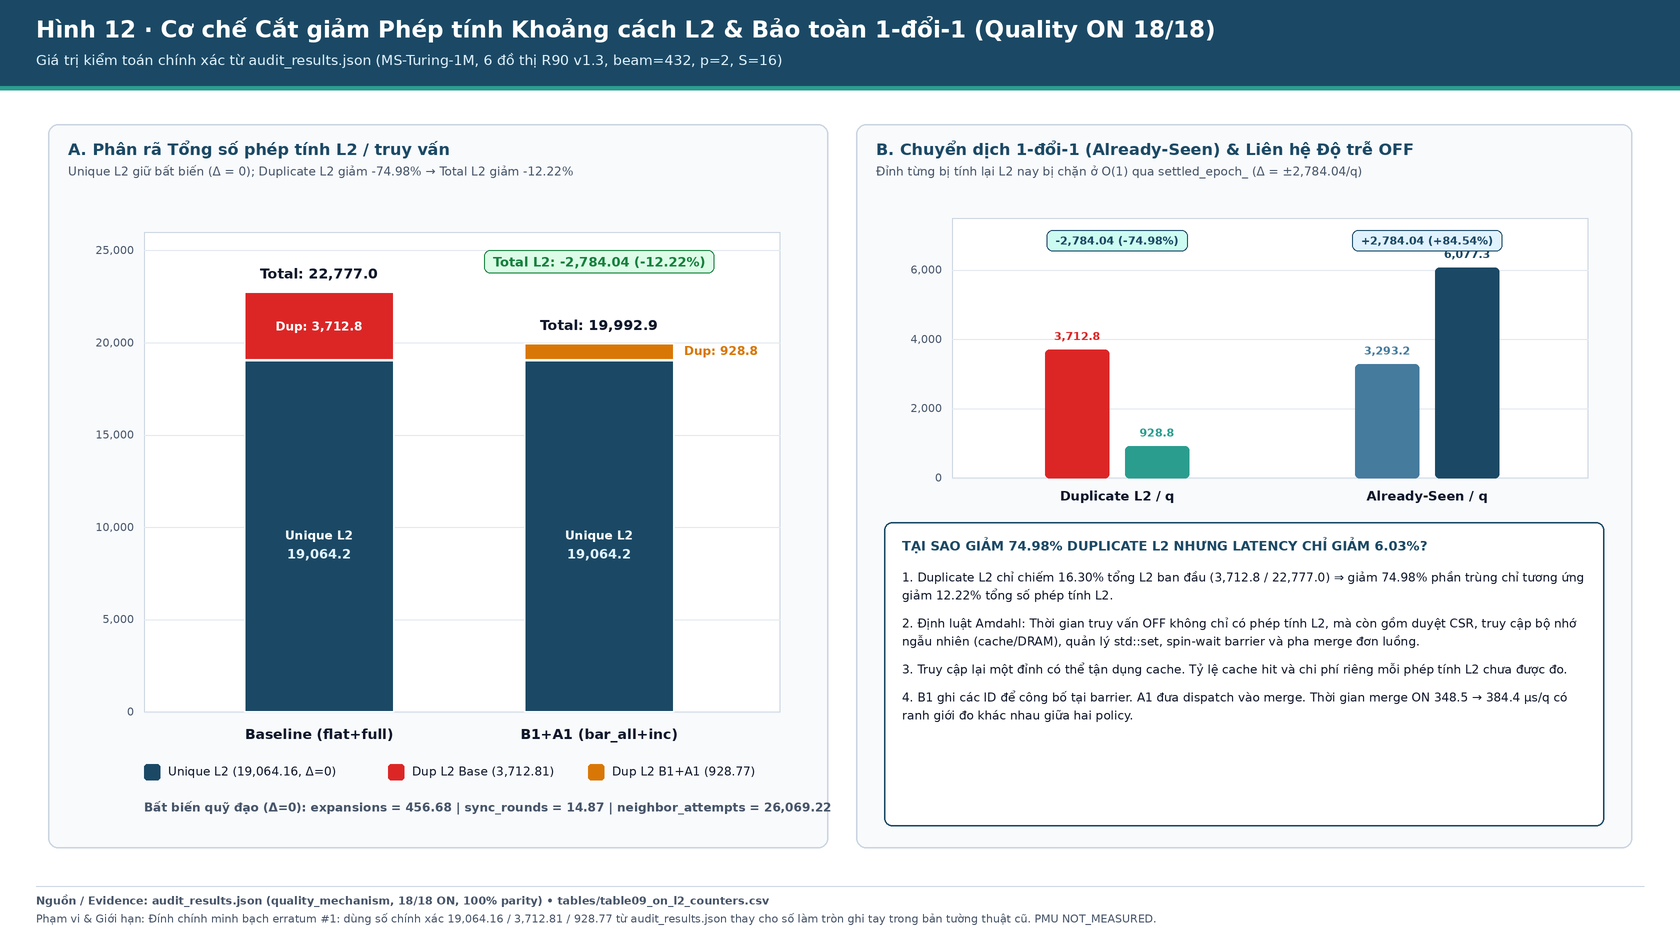 Hình 12 · Cơ chế Cắt giảm Phép tính Khoảng cách L2 & Bảo toàn 1-đổi-1 (Quality ON 18/18)
Giá trị kiểm toán chính xác từ audit_results.json (MS-Turing-1M, 6 đồ thị R90 v1.3, beam=432, p=2, S=16)
A. Phân rã Tổng số phép tính L2 / truy vấn
Unique L2 giữ bất biến (Δ = 0); Duplicate L2 giảm -74.98% → Total L2 giảm -12.22%
25,000
20,000
15,000
10,000
5,000
0
Total: 22,777.0
Total L2: -2,784.04 (-12.22%)
Dup: 3,712.8
Total: 19,992.9
Dup: 928.8
Unique L2
19,064.2
Unique L2
19,064.2
Baseline (flat+full)
B1+A1 (bar_all+inc)
Unique L2 (19,064.16, Δ=0)
Dup L2 Base (3,712.81)
Dup L2 B1+A1 (928.77)
Bất biến quỹ đạo (Δ=0): expansions = 456.68 | sync_rounds = 14.87 | neighbor_attempts = 26,069.22
B. Chuyển dịch 1-đổi-1 (Already-Seen) & Liên hệ Độ trễ OFF
Đỉnh từng bị tính lại L2 nay bị chặn ở O(1) qua settled_epoch_ (Δ = ±2,784.04/q)
6,000
4,000
2,000
0
-2,784.04 (-74.98%)
+2,784.04 (+84.54%)
6,077.3
3,712.8
928.8
3,293.2
Duplicate L2 / q
Already-Seen / q
TẠI SAO GIẢM 74.98% DUPLICATE L2 NHƯNG LATENCY CHỈ GIẢM 6.03%?
1. Duplicate L2 chỉ chiếm 16.30% tổng L2 ban đầu (3,712.8 / 22,777.0) ⇒ giảm 74.98% phần trùng chỉ tương ứng
giảm 12.22% tổng số phép tính L2.
2. Định luật Amdahl: Thời gian truy vấn OFF không chỉ có phép tính L2, mà còn gồm duyệt CSR, truy cập bộ nhớ
ngẫu nhiên (cache/DRAM), quản lý std::set, spin-wait barrier và pha merge đơn luồng.
3. Truy cập lại một đỉnh có thể tận dụng cache. Tỷ lệ cache hit và chi phí riêng mỗi phép tính L2 chưa được đo.
4. B1 ghi các ID để công bố tại barrier. A1 đưa dispatch vào merge. Thời gian merge ON 348.5 → 384.4 μs/q có
ranh giới đo khác nhau giữa hai policy.
Nguồn / Evidence: audit_results.json (quality_mechanism, 18/18 ON, 100% parity) • tables/table09_on_l2_counters.csv
Phạm vi & Giới hạn: Đính chính minh bạch erratum #1: dùng số chính xác 19,064.16 / 3,712.81 / 928.77 từ audit_results.json thay cho số làm tròn ghi tay trong bản tường thuật cũ. PMU NOT_MEASURED.